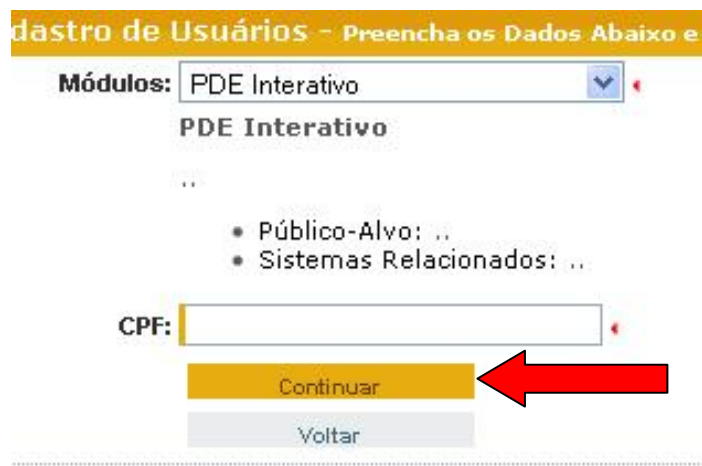 dastro de Usuários - Preencha os Dados Abaixo e
Módulos: PDE Interativo
PDE Interativo
..
• Público-Alvo: ..
• Sistemas Relacionados: ..
CPF:
Continuar
Voltar